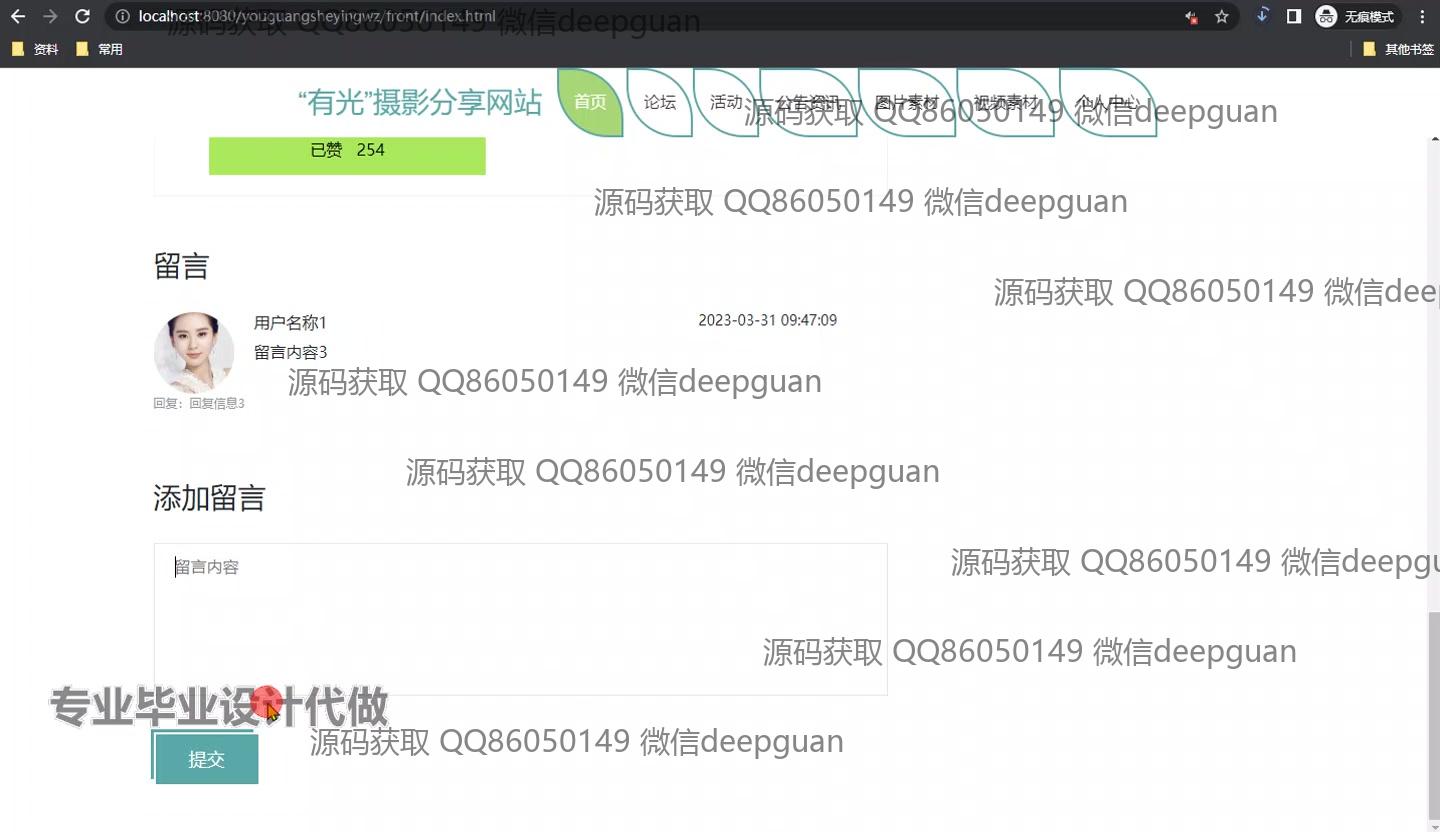 localhost:8080/youguangsheyingwz/front/index.html
无痕模式
源码获取 QQ86050149 微信deepguan
资料
常用
其他书签
“有光”摄影分享网站
首页
论坛
活动
公告资讯
图片素材
视频素材
个人中心
源码获取 QQ86050149 微信deepguan
已赞 254
源码获取 QQ86050149 微信deepguan
留言
源码获取 QQ86050149 微信deep
用户名称1
2023-03-31 09:47:09
留言内容3
源码获取 QQ86050149 微信deepguan
回复：回复信息3
源码获取 QQ86050149 微信deepguan
添加留言
留言内容
源码获取 QQ86050149 微信deepgu
源码获取 QQ86050149 微信deepguan
专业毕业设计代做
源码获取 QQ86050149 微信deepguan
提交